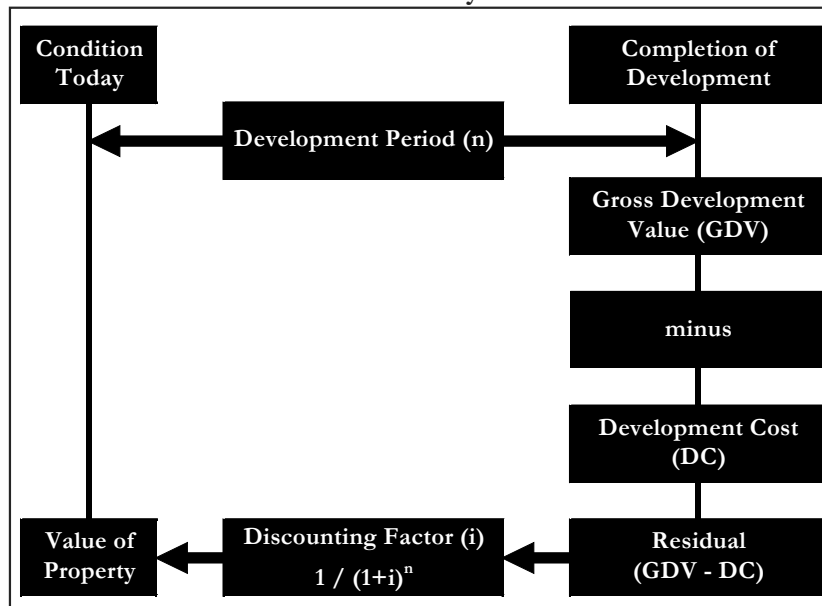 Condition
Today
Completion of
Development
Development Period (n)
Gross Development
Value (GDV)
minus
Development Cost
(DC)
Value of
Property
Discounting Factor (i)
1 / (1+i)ⁿ
Residual
(GDV - DC)